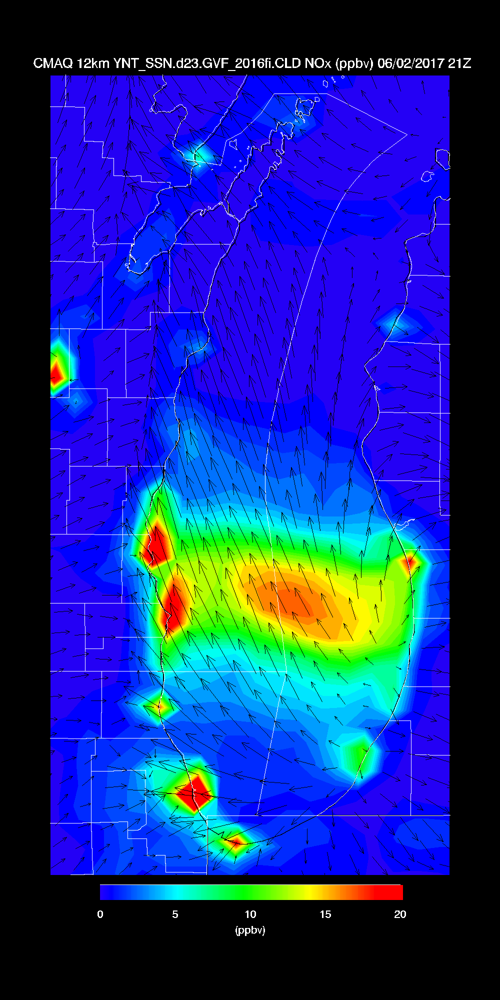 CMAQ 12km YNT_SSN.d23.GVF_2016fi.CLD NOx (ppbv) 06/02/2017 21Z
0 5 10 15 20
(ppbv)